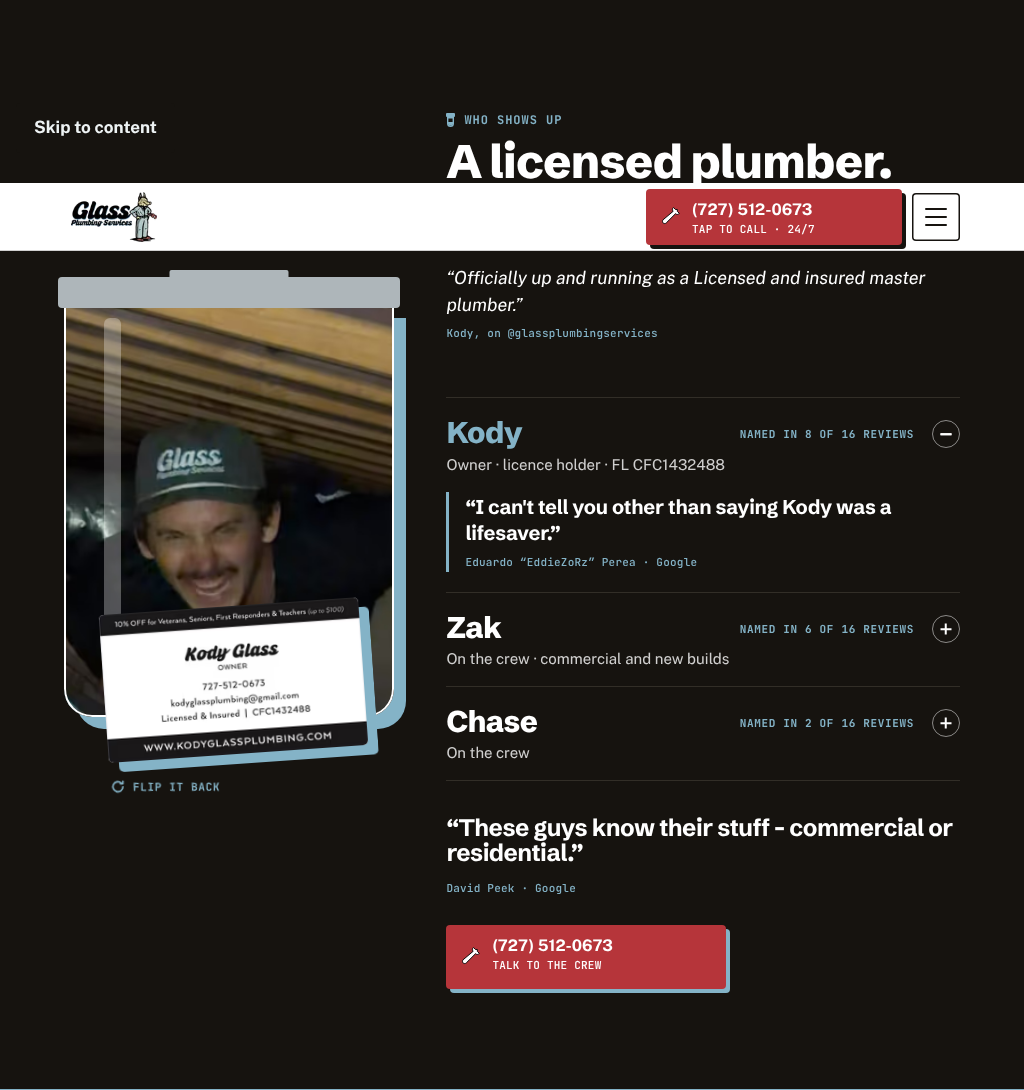 Skip to content
WHO SHOWS UP
A licensed plumber.
Glass
Plumbing Services
(727) 512-0673
TAP TO CALL · 24/7
“Officially up and running as a Licensed and insured master
plumber.”
Kody, on @glassplumbingservices
Glass
Plumbing Services
10% OFF for Veterans, Seniors, First Responders & Teachers (up to $100)
Kody Glass
OWNER
727-512-0673
kodyglassplumbing@gmail.com
Licensed & Insured | CFC1432488
WWW.KODYGLASSPLUMBING.COM
FLIP IT BACK
Kody
NAMED IN 8 OF 16 REVIEWS
Owner · licence holder · FL CFC1432488
“I can't tell you other than saying Kody was a
lifesaver.”
Eduardo “EddieZoRz” Perea · Google
Zak
NAMED IN 6 OF 16 REVIEWS
On the crew · commercial and new builds
Chase
NAMED IN 2 OF 16 REVIEWS
On the crew
“These guys know their stuff - commercial or
residential.”
David Peek · Google
(727) 512-0673
TALK TO THE CREW